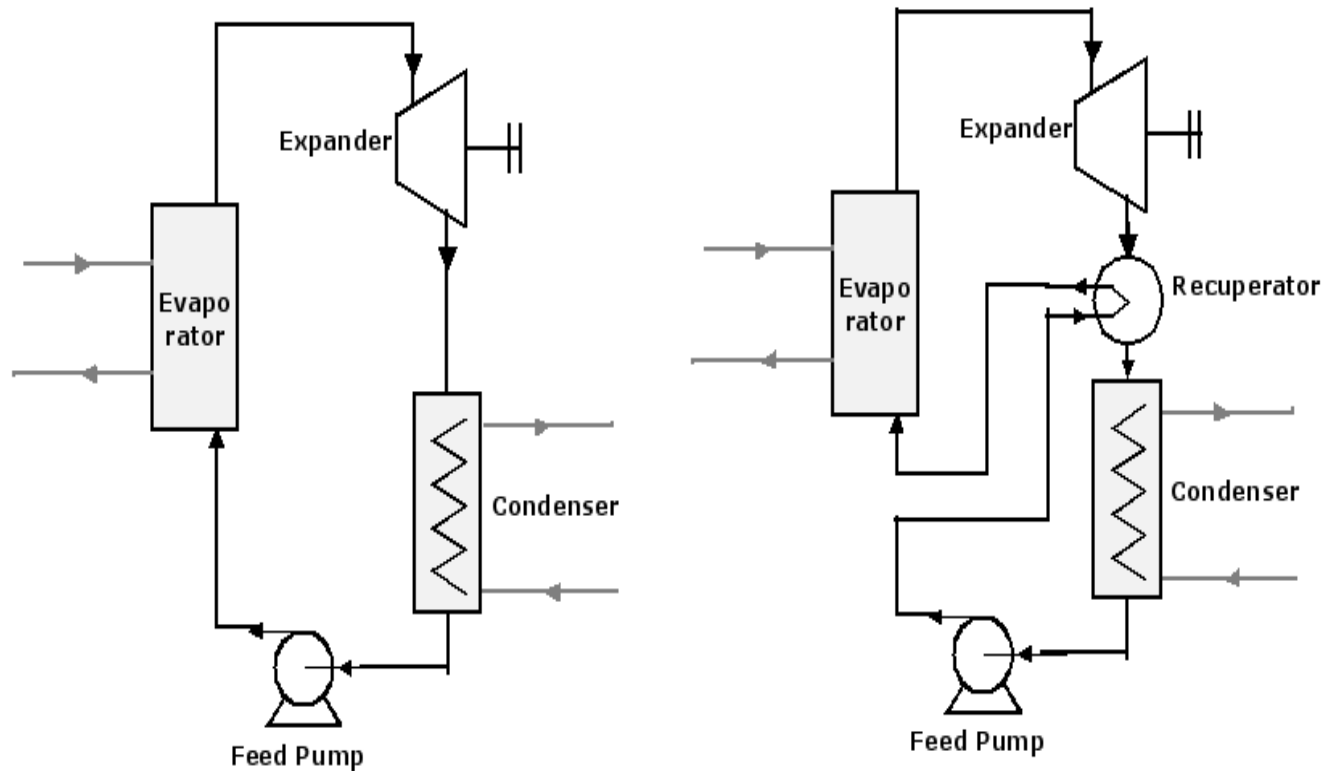 Expander
Evapo
rator
Condenser
Feed Pump
Expander
Recuperator
Evapo
rator
Condenser
Feed Pump